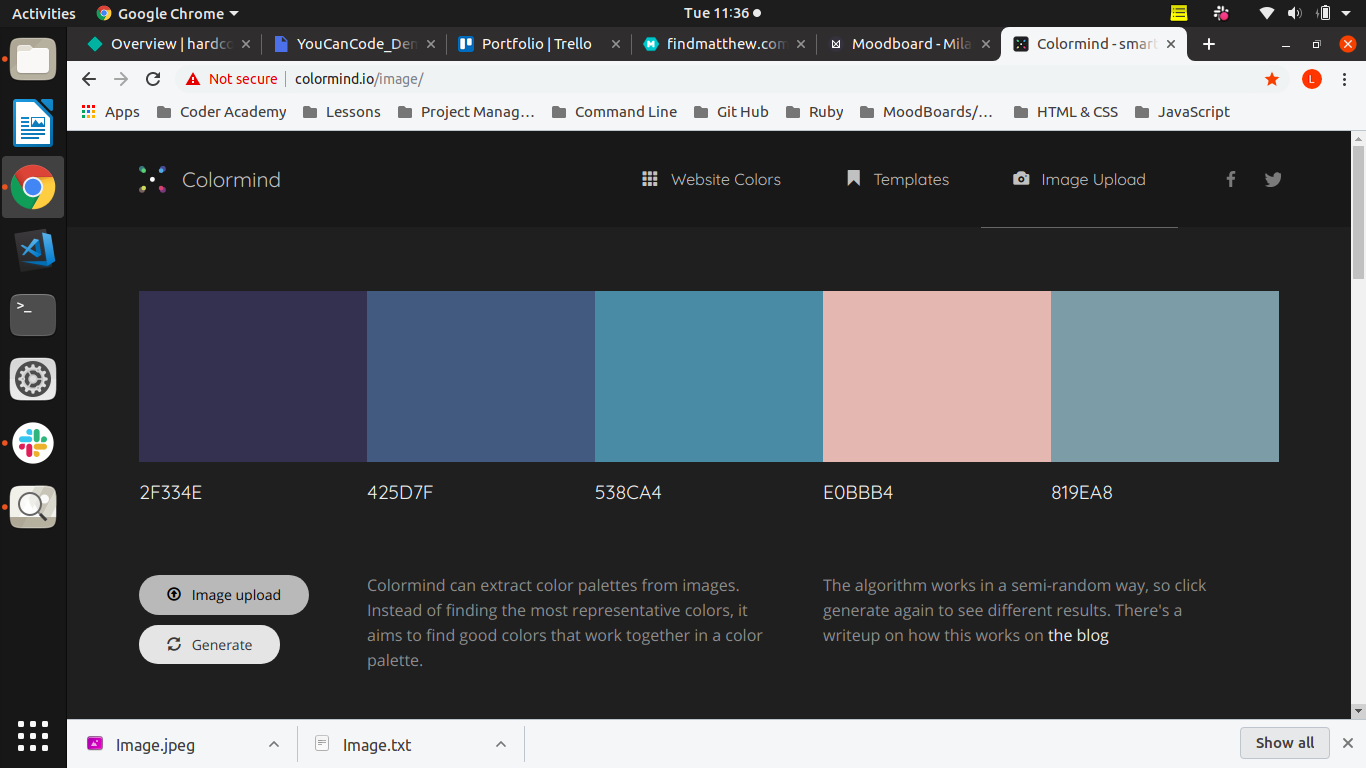 Activities
Google Chrome
Tue 11:36
Overview | hardco
YouCanCode_Den
Portfolio | Trello
findmatthew.com
Moodboard - Mila
Colormind - smart
Not secure
colormind.io/image/
L
Apps
Coder Academy
Lessons
Project Manag…
Command Line
Git Hub
Ruby
MoodBoards/…
HTML & CSS
JavaScript
Colormind
Website Colors
Templates
Image Upload
2F334E
425D7F
538CA4
E0BBB4
819EA8
Image upload
Generate
Colormind can extract color palettes from images.
Instead of finding the most representative colors, it
aims to find good colors that work together in a color
palette.
The algorithm works in a semi-random way, so click
generate again to see different results. There's a
writeup on how this works on the blog
Image.jpeg
Image.txt
Show all